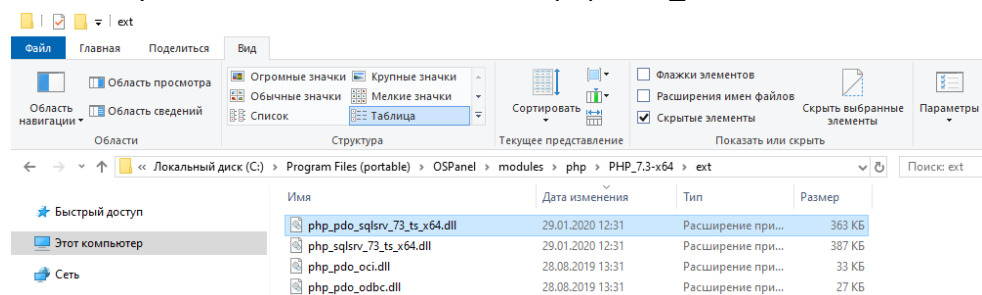 ext
Файл Главная Поделиться Вид
Область навигации
Область просмотра
Область сведений
Области
Огромные значки Крупные значки
Обычные значки Мелкие значки
Список Таблица
Структура
Сортировать
Текущее представление
Флажки элементов
Расширения имен файлов
Скрытые элементы
Скрыть выбранные элементы
Показать или скрыть
Параметры
« Локальный диск (C:) > Program Files (portable) > OSPanel > modules > php > PHP_7.3-x64 > ext
Поиск: ext
Быстрый доступ
Этот компьютер
Сеть
Имя Дата изменения Тип Размер
php_pdo_sqlsrv_73_ts_x64.dll 29.01.2020 12:31 Расширение при... 363 КБ
php_sqlsrv_73_ts_x64.dll 29.01.2020 12:31 Расширение при... 387 КБ
php_pdo_oci.dll 28.08.2019 13:31 Расширение при... 33 КБ
php_pdo_odbc.dll 28.08.2019 13:31 Расширение при... 27 КБ